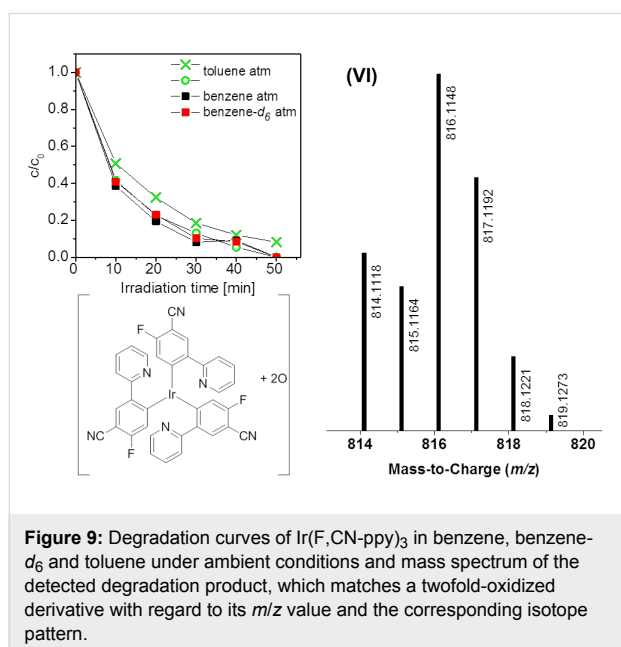 1.0
0.8
0.6
0.4
0.2
0.0
c/c₀
0 10 20 30 40 50
Irradiation time [min]
toluene atm
benzene atm
benzene-d₆ atm
(VI)
814.1118
815.1164
816.1148
817.1192
818.1221
819.1273
814 816 818 820
Mass-to-Charge (m/z)
CN
F
N
N
Ir
F
NC
N
CN
F
+ 2O
Figure 9: Degradation curves of Ir(F,CN-ppy)₃ in benzene, benzene-
d₆ and toluene under ambient conditions and mass spectrum of the
detected degradation product, which matches a twofold-oxidized
derivative with regard to its m/z value and the corresponding isotope
pattern.